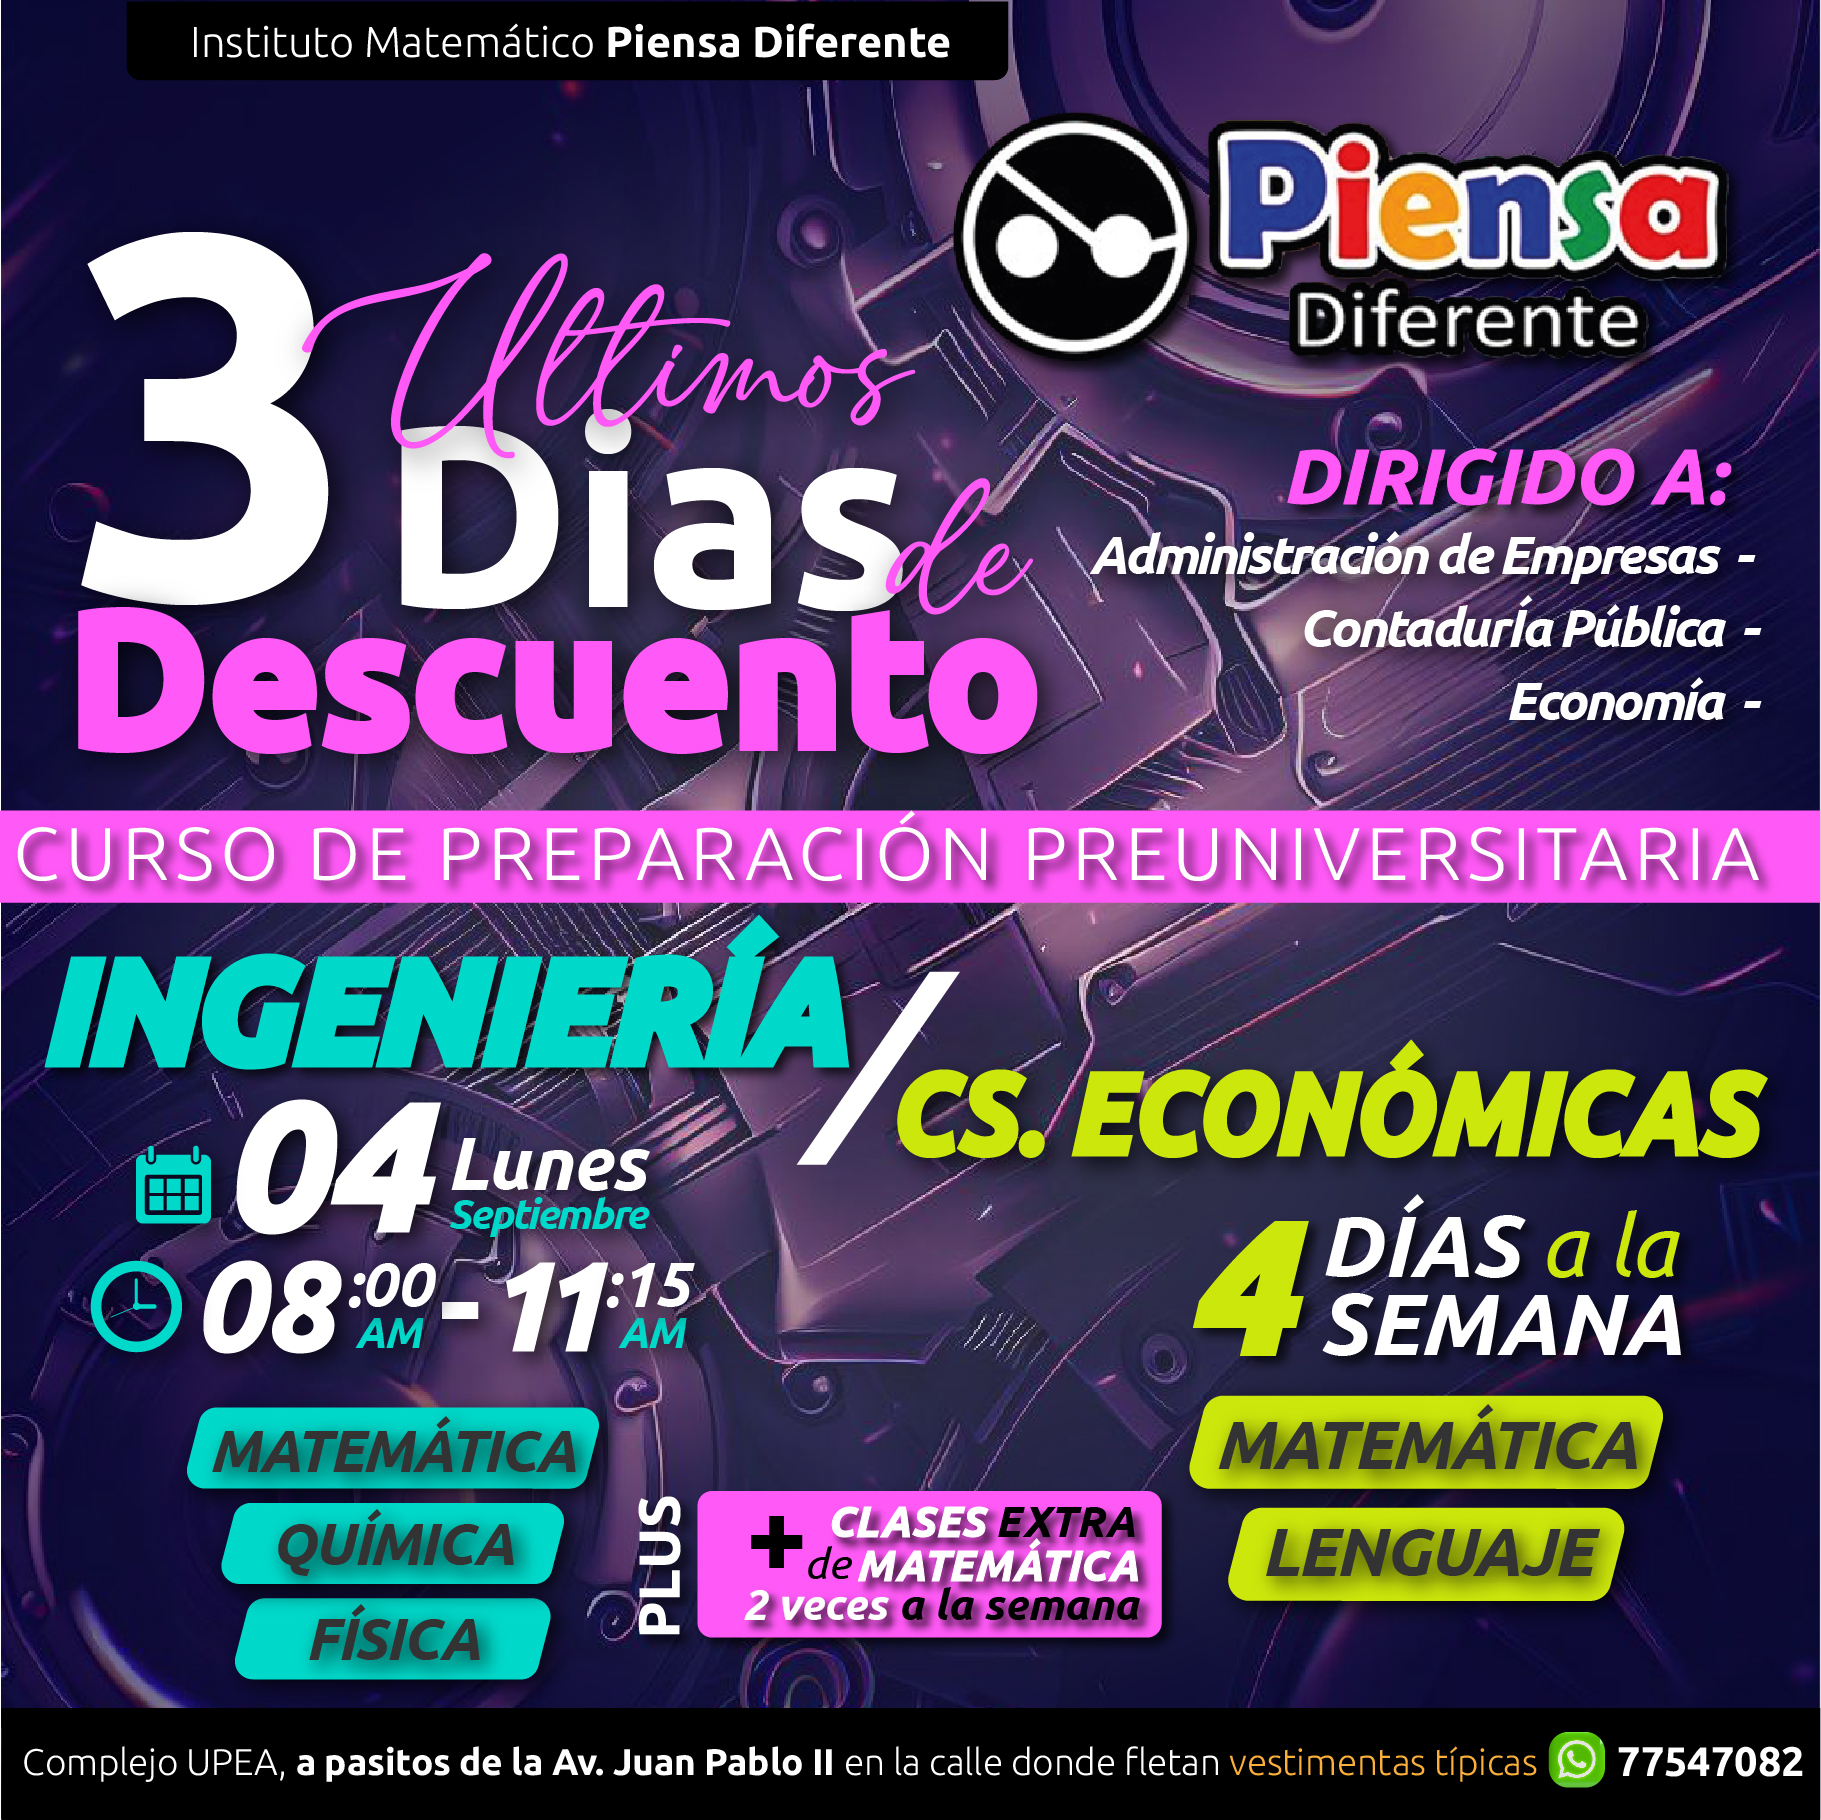 Instituto Matemático Piensa Diferente
Piensa
Diferente
3 Ultimos
Dias de
Descuento
DIRIGIDO A:
Administración de Empresas -
Contaduría Pública -
Economía -
CURSO DE PREPARACIÓN PREUNIVERSITARIA
INGENIERÍA /
CS. ECONÓMICAS
04 Lunes
Septiembre
08:00 AM - 11:15 AM
4 DÍAS a la
SEMANA
MATEMÁTICA
QUÍMICA
FÍSICA
PLUS
+ CLASES EXTRA
de MATEMÁTICA
2 veces a la semana
MATEMÁTICA
LENGUAJE
Complejo UPEA, a pasitos de la Av. Juan Pablo II en la calle donde fletan vestimentas típicas 77547082